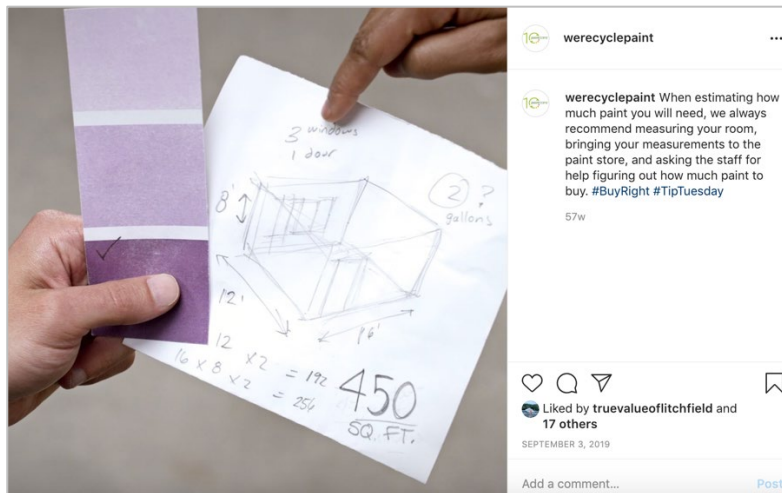 3 windows
1 door
2 ?
gallons
8'
12'
16'
12 x 2 = 192
16 x 8 x 2 = 256
450
SQ. FT.
werecyclepaint
werecyclepaint When estimating how
much paint you will need, we always
recommend measuring your room,
bringing your measurements to the
paint store, and asking the staff for
help figuring out how much paint to
buy. #BuyRight #TipTuesday
57w
Liked by truevalueoflitchfield and
17 others
SEPTEMBER 3, 2019
Add a comment...
Post